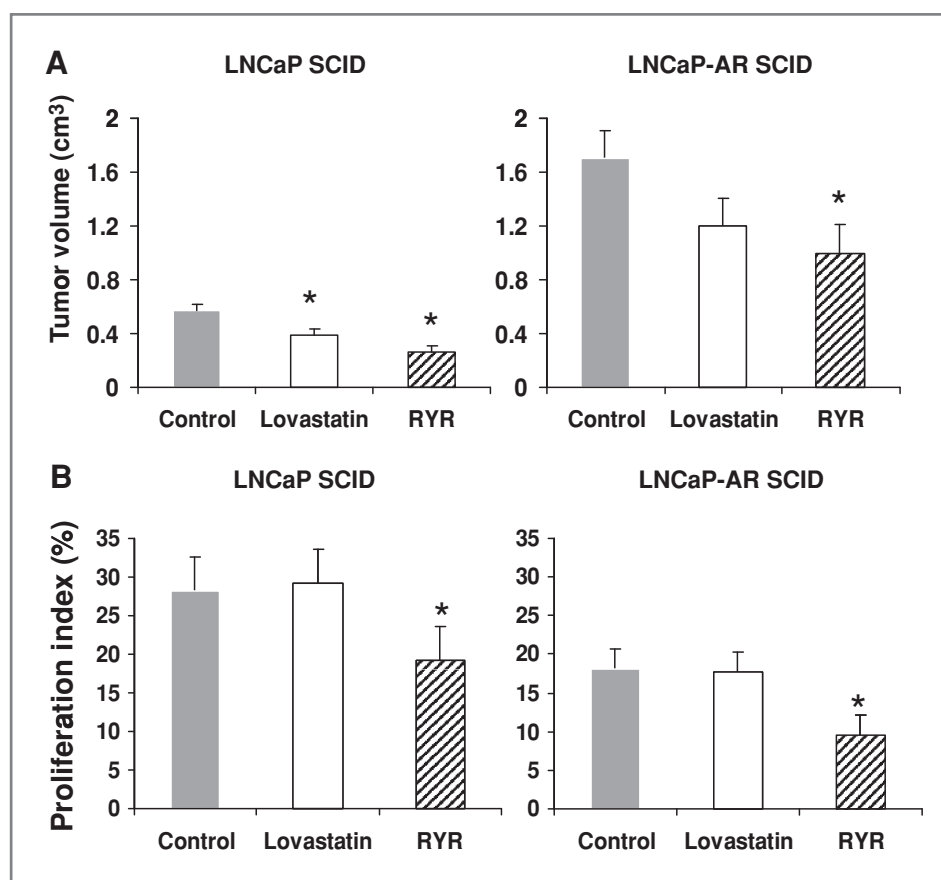 A
LNCaP SCID
LNCaP-AR SCID
Tumor volume (cm³)
2
1.6
1.2
0.8
0.4
0
*
*
Control Lovastatin RYR
2
1.6
1.2
0.8
0.4
0
*
Control Lovastatin RYR
B
LNCaP SCID
LNCaP-AR SCID
Proliferation index (%)
35
30
25
20
15
10
5
0
*
Control Lovastatin RYR
35
30
25
20
15
10
5
0
*
Control Lovastatin RYR